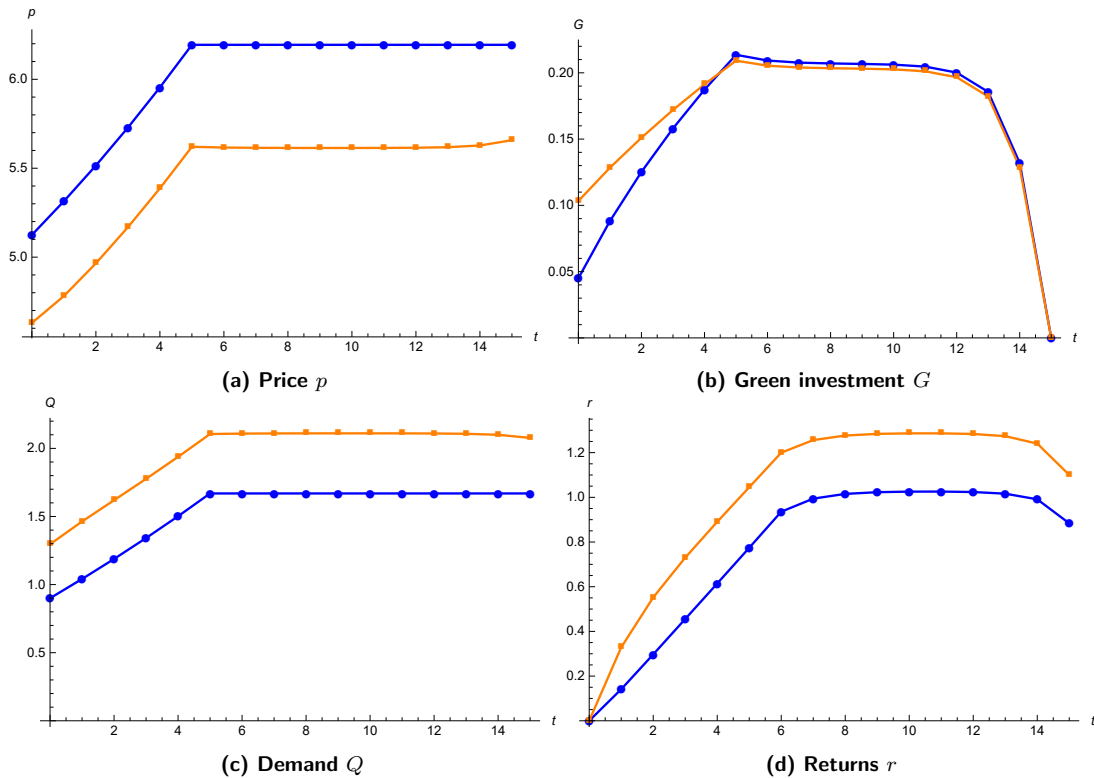 p
6.0
5.5
5.0
2 4 6 8 10 12 14 t
(a) Price p
G
0.20
0.15
0.10
0.05
2 4 6 8 10 12 14 t
(b) Green investment G
Q
2.0
1.5
1.0
0.5
2 4 6 8 10 12 14 t
(c) Demand Q
r
1.2
1.0
0.8
0.6
0.4
0.2
2 4 6 8 10 12 14 t
(d) Returns r